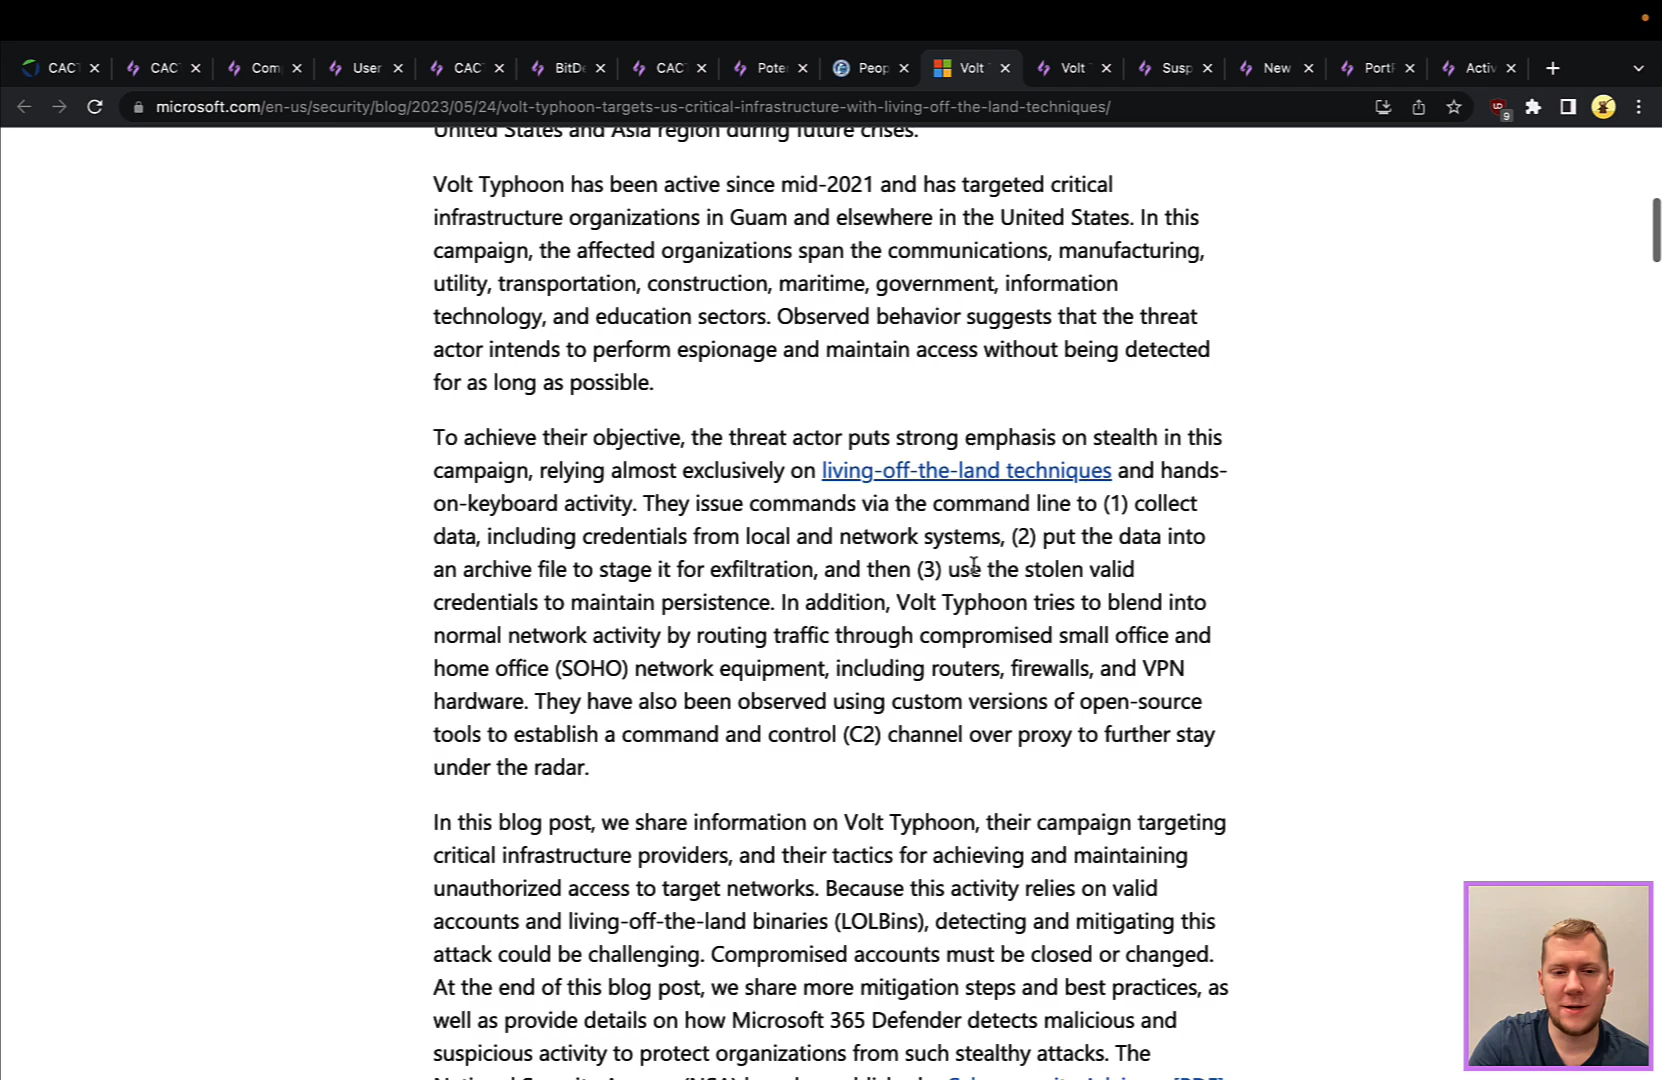 CAC
CAC
Com
User
CAC
BitD
CAC
Pote
Peop
Volt
Volt
Susp
New
Port
Activ
microsoft.com/en-us/security/blog/2023/05/24/volt-typhoon-targets-us-critical-infrastructure-with-living-off-the-land-techniques/
9
United States and Asia region during future crises.
Volt Typhoon has been active since mid-2021 and has targeted critical
infrastructure organizations in Guam and elsewhere in the United States. In this
campaign, the affected organizations span the communications, manufacturing,
utility, transportation, construction, maritime, government, information
technology, and education sectors. Observed behavior suggests that the threat
actor intends to perform espionage and maintain access without being detected
for as long as possible.
To achieve their objective, the threat actor puts strong emphasis on stealth in this
campaign, relying almost exclusively on living-off-the-land techniques and hands-
on-keyboard activity. They issue commands via the command line to (1) collect
data, including credentials from local and network systems, (2) put the data into
an archive file to stage it for exfiltration, and then (3) use the stolen valid
credentials to maintain persistence. In addition, Volt Typhoon tries to blend into
normal network activity by routing traffic through compromised small office and
home office (SOHO) network equipment, including routers, firewalls, and VPN
hardware. They have also been observed using custom versions of open-source
tools to establish a command and control (C2) channel over proxy to further stay
under the radar.
In this blog post, we share information on Volt Typhoon, their campaign targeting
critical infrastructure providers, and their tactics for achieving and maintaining
unauthorized access to target networks. Because this activity relies on valid
accounts and living-off-the-land binaries (LOLBins), detecting and mitigating this
attack could be challenging. Compromised accounts must be closed or changed.
At the end of this blog post, we share more mitigation steps and best practices, as
well as provide details on how Microsoft 365 Defender detects malicious and
suspicious activity to protect organizations from such stealthy attacks. The